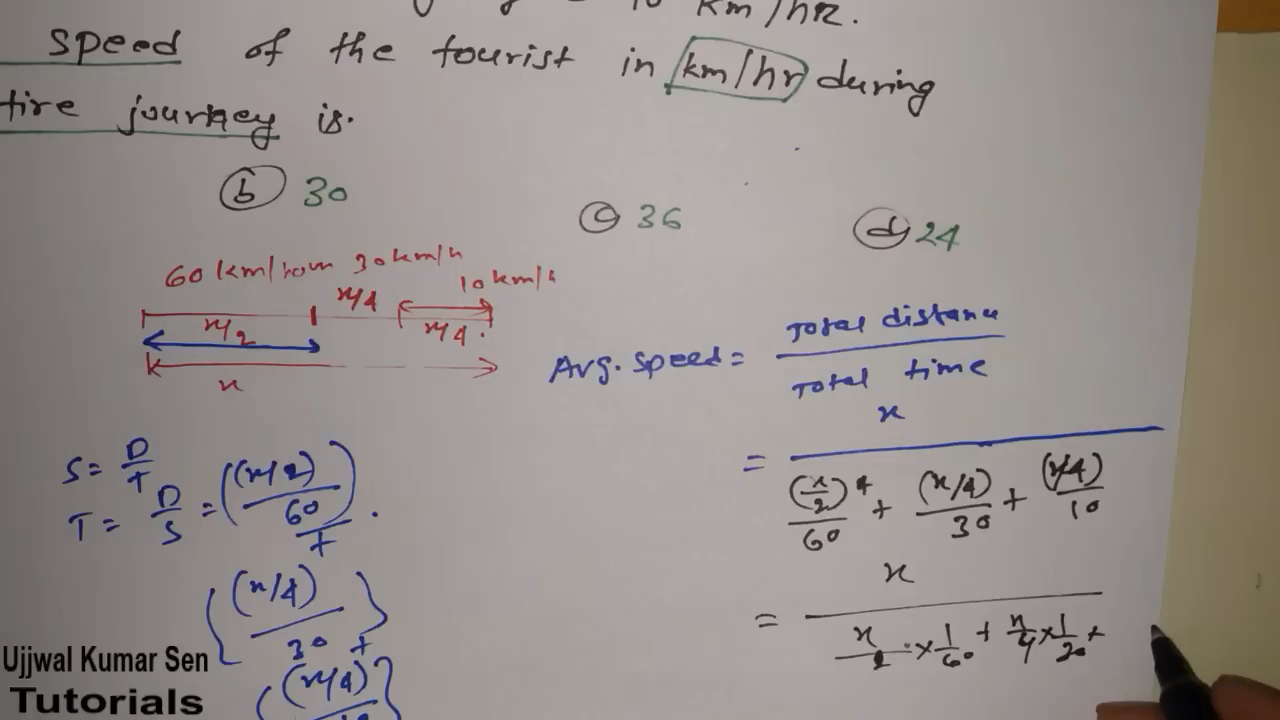 10 km/hr.
speed of the tourist in km/hr during
tire journey is.
(b) 30
(c) 36
(d) 24
60 km/hour 30 km/h
10 km/h
x/4
x/2
x/4.
x
Avg. speed = Total distance / Total time
S = D/T
T = D/S = ((x/2)/60) .
{(x/4)/30}
(x/4)
= x / ((x/2)/60 + (x/4)/30 + (x/4)/10)
= x / (x/2 × 1/60 + x/4 × 1/30 +
Ujjwal Kumar Sen
Tutorials